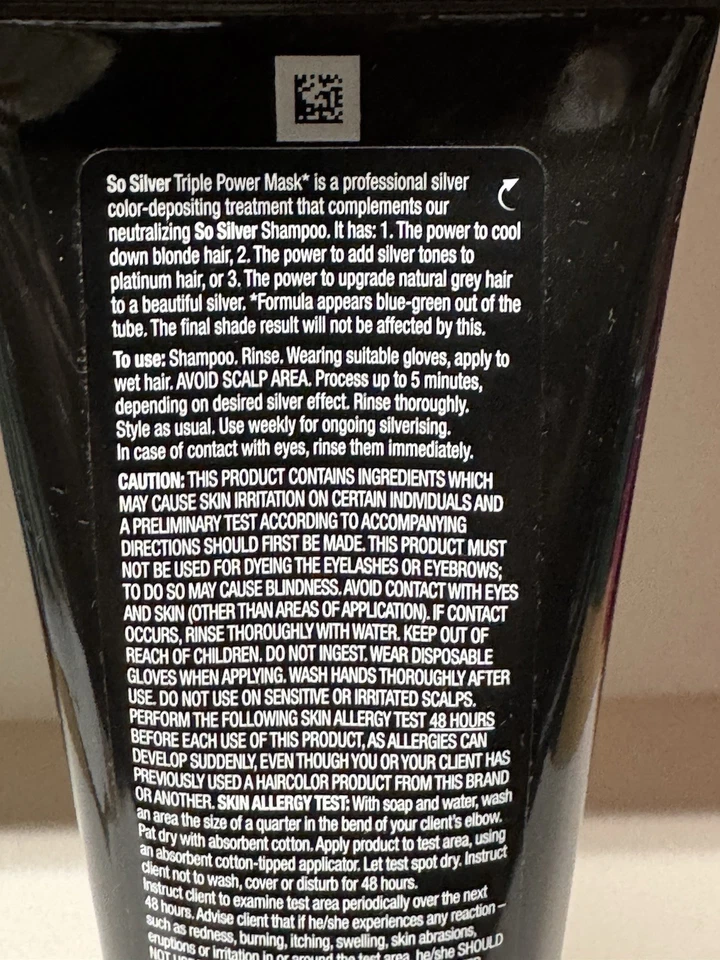 So Silver Triple Power Mask* is a professional silver
color-depositing treatment that complements our
neutralizing So Silver Shampoo. It has: 1. The power to cool
down blonde hair, 2. The power to add silver tones to
platinum hair, or 3. The power to upgrade natural grey hair
to a beautiful silver. *Formula appears blue-green out of the
tube. The final shade result will not be affected by this.
To use: Shampoo. Rinse. Wearing suitable gloves, apply to
wet hair. AVOID SCALP AREA. Process up to 5 minutes,
depending on desired silver effect. Rinse thoroughly.
Style as usual. Use weekly for ongoing silverising.
In case of contact with eyes, rinse them immediately.
CAUTION: THIS PRODUCT CONTAINS INGREDIENTS WHICH
MAY CAUSE SKIN IRRITATION ON CERTAIN INDIVIDUALS AND
A PRELIMINARY TEST ACCORDING TO ACCOMPANYING
DIRECTIONS SHOULD FIRST BE MADE. THIS PRODUCT MUST
NOT BE USED FOR DYEING THE EYELASHES OR EYEBROWS;
TO DO SO MAY CAUSE BLINDNESS. AVOID CONTACT WITH EYES
AND SKIN (OTHER THAN AREAS OF APPLICATION). IF CONTACT
OCCURS, RINSE THOROUGHLY WITH WATER. KEEP OUT OF
REACH OF CHILDREN. DO NOT INGEST. WEAR DISPOSABLE
GLOVES WHEN APPLYING. WASH HANDS THOROUGHLY AFTER
USE. DO NOT USE ON SENSITIVE OR IRRITATED SCALPS.
PERFORM THE FOLLOWING SKIN ALLERGY TEST 48 HOURS
BEFORE EACH USE OF THIS PRODUCT, AS ALLERGIES CAN
DEVELOP SUDDENLY, EVEN THOUGH YOU OR YOUR CLIENT HAS
PREVIOUSLY USED A HAIRCOLOR PRODUCT FROM THIS BRAND
OR ANOTHER. SKIN ALLERGY TEST: With soap and water, wash
an area the size of a quarter in the bend of your client's elbow.
Pat dry with absorbent cotton. Apply product to test area, using
an absorbent cotton-tipped applicator. Let test spot dry. Instruct
client not to wash, cover or disturb for 48 hours.
Instruct client to examine test area periodically over the next
48 hours. Advise client that if he/she experiences any reaction –
such as redness, burning, itching, swelling, skin abrasions,
eruptions or irritation in or around the test area, he/she SHOULD
NOT